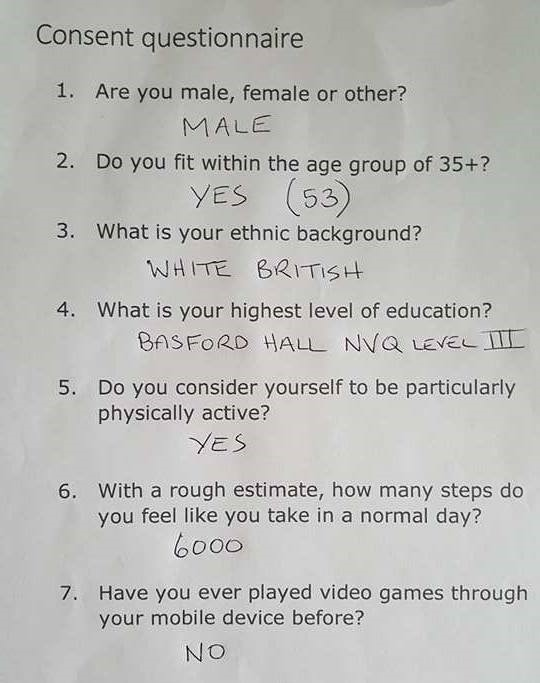 Consent questionnaire
1. Are you male, female or other?
MALE
2. Do you fit within the age group of 35+?
YES (53)
3. What is your ethnic background?
WHITE BRITISH
4. What is your highest level of education?
BASFORD HALL NVQ LEVEL III
5. Do you consider yourself to be particularly
physically active?
YES
6. With a rough estimate, how many steps do
you feel like you take in a normal day?
6000
7. Have you ever played video games through
your mobile device before?
NO